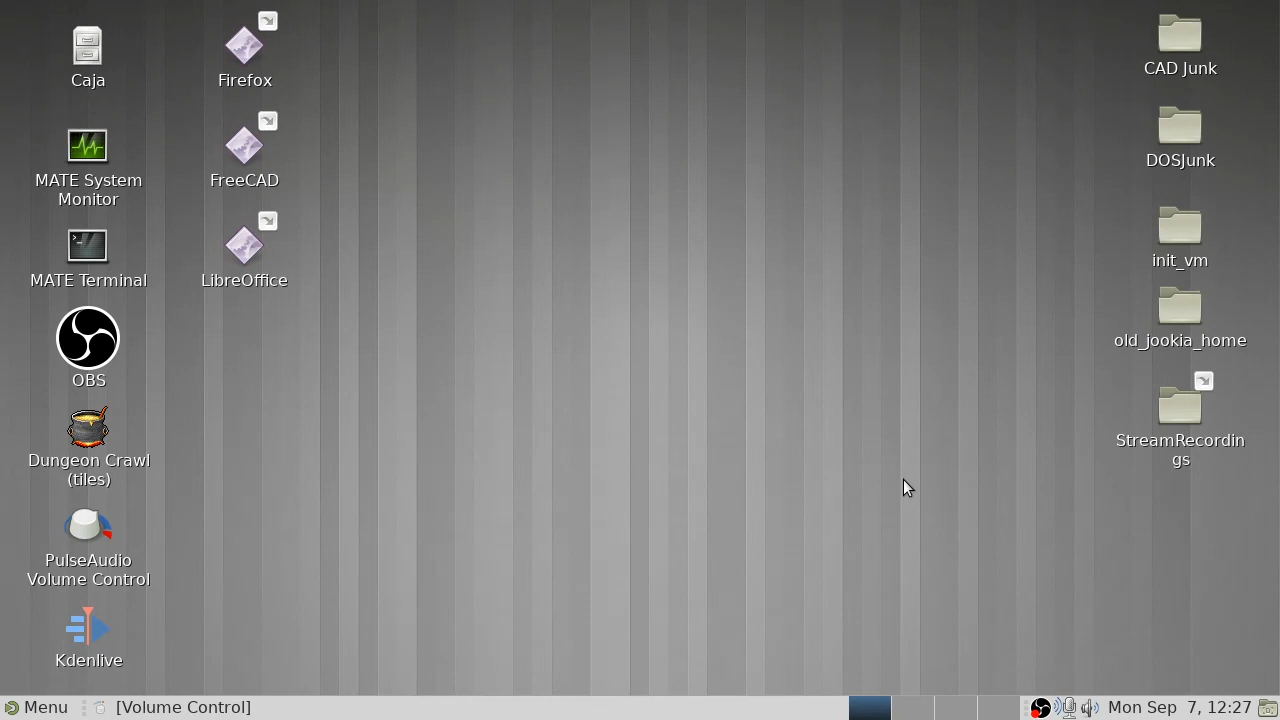 Caja
MATE System
Monitor
MATE Terminal
OBS
Dungeon Crawl
(tiles)
PulseAudio
Volume Control
Kdenlive
Firefox
FreeCAD
LibreOffice
CAD Junk
DOSJunk
init_vm
old_jookia_home
StreamRecordin
gs
Menu
[Volume Control]
Mon Sep 7, 12:27